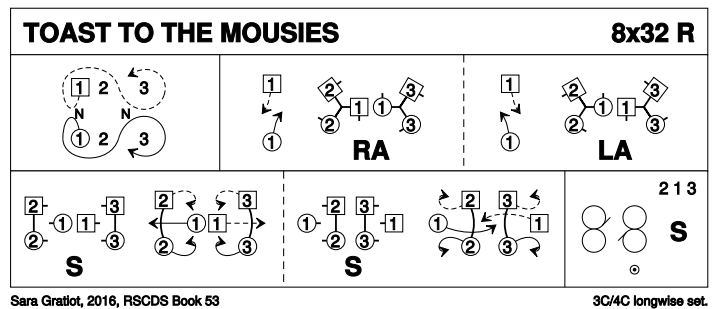 TOAST TO THE MOUSIES 8x32 R
1 2 3
N N
1 2 3
1 2 3
1 1
1 2 3
RA
1 2 3
1 1
1 2 3
LA
2 3
1 1
2 3
S
2 3
1 1
2 3
2 3
1 1
2 3
S
2 3
1 1
2 3
2 1 3
S
Sara Gratiot, 2016, RSCDS Book 53 3C/4C longwise set.